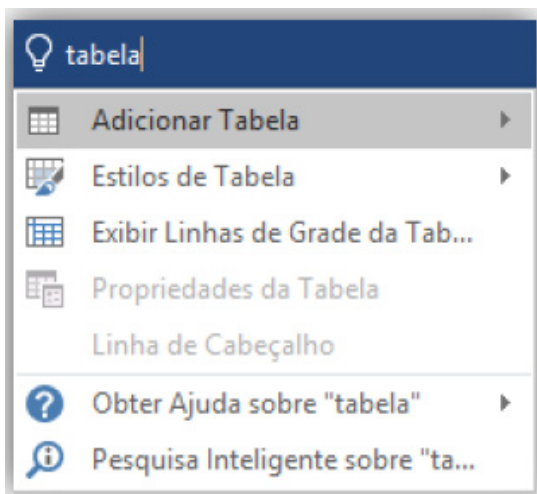 tabela
Adicionar Tabela
Estilos de Tabela
Exibir Linhas de Grade da Tab...
Propriedades da Tabela
Linha de Cabeçalho
Obter Ajuda sobre "tabela"
Pesquisa Inteligente sobre "ta...